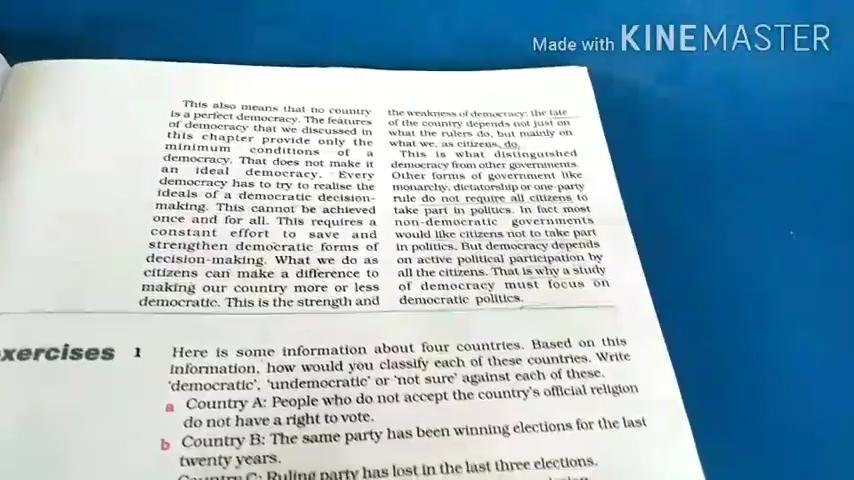 Made with KINEMASTER
This also means that no country
is a perfect democracy. The features
of democracy that we discussed in
this chapter provide only the
minimum conditions of a
democracy. That does not make it
an ideal democracy. Every
democracy has to try to realise the
ideals of a democratic decision-
making. This cannot be achieved
once and for all. This requires a
constant effort to save and
strengthen democratic forms of
decision-making. What we do as
citizens can make a difference to
making our country more or less
democratic. This is the strength and
the weakness of democracy: the fate
of the country depends not just on
what the rulers do, but mainly on
what we, as citizens, do.
This is what distinguished
democracy from other governments.
Other forms of government like
monarchy, dictatorship or one-party
rule do not require all citizens to
take part in politics. In fact most
non-democratic governments
would like citizens not to take part
in politics. But democracy depends
on active political participation by
all the citizens. That is why a study
of democracy must focus on
democratic politics.
xercises
1 Here is some information about four countries. Based on this
information, how would you classify each of these countries. Write
'democratic', 'undemocratic' or 'not sure' against each of these.
a Country A: People who do not accept the country's official religion
do not have a right to vote.
b Country B: The same party has been winning elections for the last
twenty years.
Country C: Ruling party has lost in the last three elections.